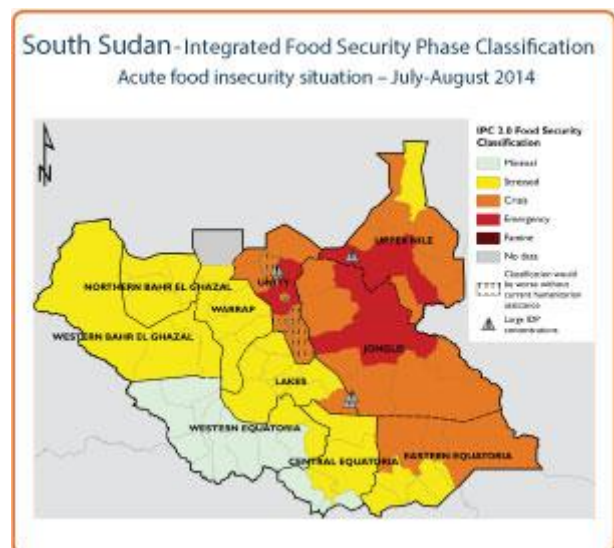 South Sudan - Integrated Food Security Phase Classification
Acute food insecurity situation – July-August 2014
N
IPC 2.0 Food Security
Classification
Minimal
Stressed
Crisis
Emergency
Famine
No data
Classification would
be worse without
current humanitarian
assistance
Large IDP
concentrations
UPPER NILE
UNITY
NORTHERN BAHR EL GHAZAL
WARRAP
WESTERN BAHR EL GHAZAL
JONGLEI
LAKES
WESTERN EQUATORIA
CENTRAL EQUATORIA
EASTERN EQUATORIA